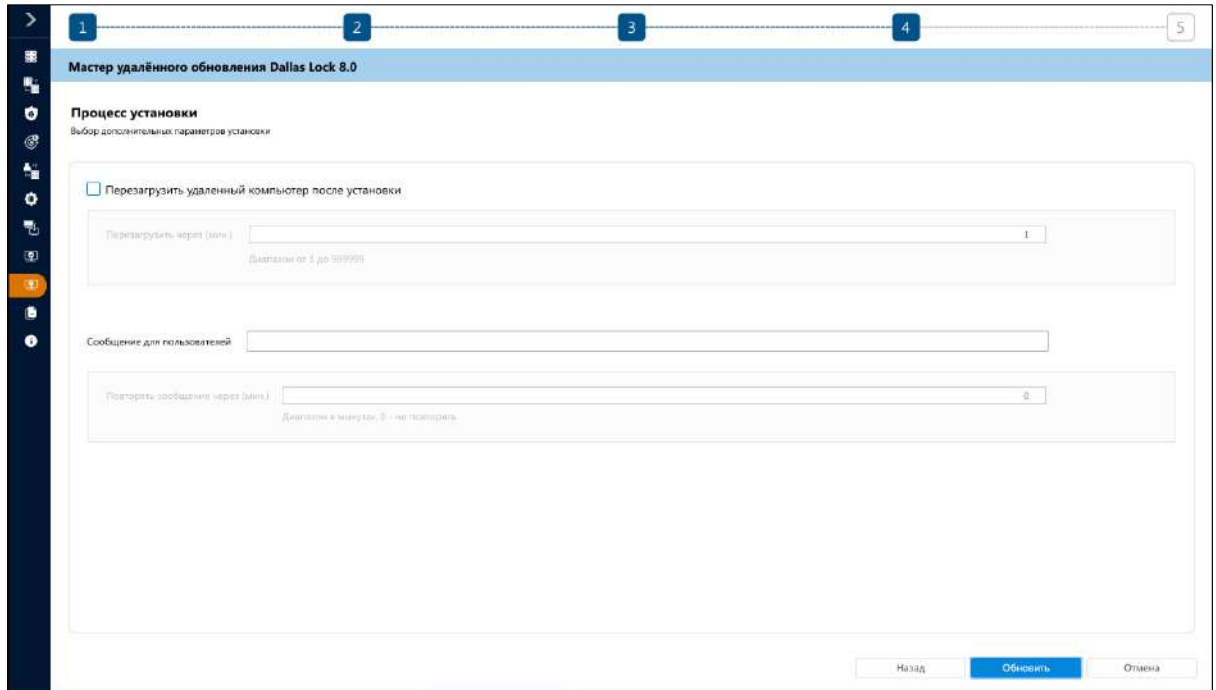 1 2 3 4 5
Мастер удалённого обновления Dallas Lock 8.0
Процесс установки
Выбор дополнительных параметров установки
Перезагрузить удаленный компьютер после установки
Перезагрузить через (мин.) 1
Диапазон от 1 до 999999
Сообщение для пользователей
Повторять сообщение через (мин.) 0
Диапазон в минутах, 0 - не повторять
Назад Обновить Отмена